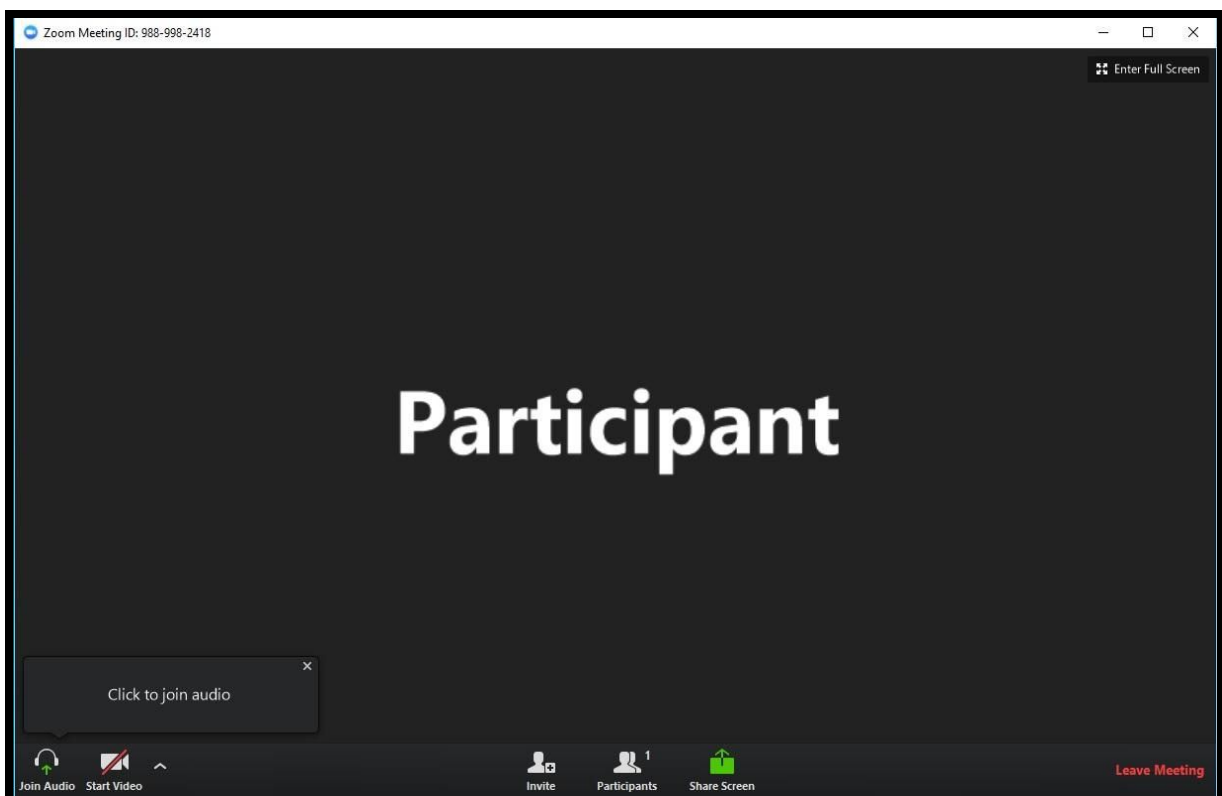 Zoom Meeting ID: 988-998-2418
Enter Full Screen
Participant
Click to join audio
Join Audio Start Video Invite Participants 1 Share Screen Leave Meeting